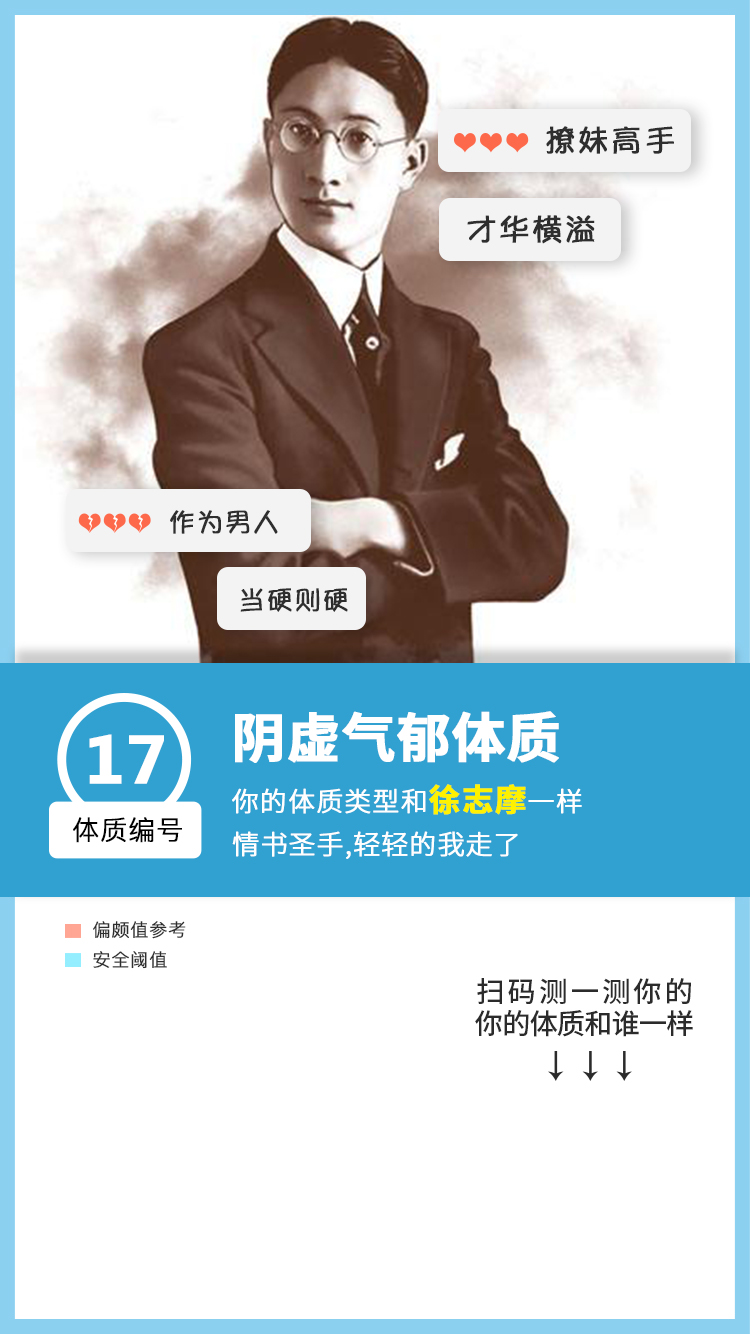 撩妹高手
才华横溢
作为男人
当硬则硬
17
体质编号
阴虚气郁体质
你的体质类型和徐志摩一样
情书圣手,轻轻的我走了
偏颇值参考
安全阈值
扫码测一测你的
你的体质和谁一样
↓↓↓